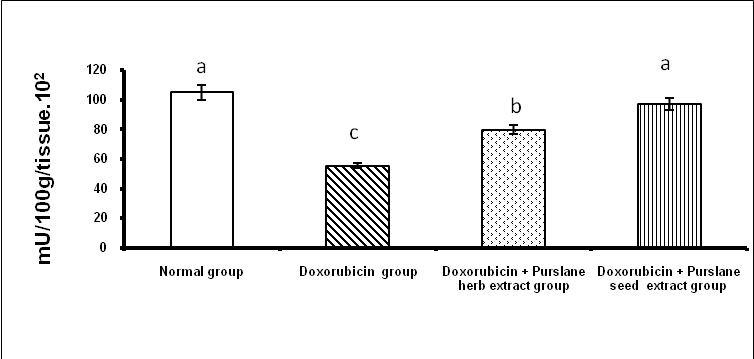 mU/100g/tissue.10²
120
100
80
60
40
20
0
a
c
b
a
Normal group
Doxorubicin group
Doxorubicin + Purslane
herb extract group
Doxorubicin + Purslane
seed extract group